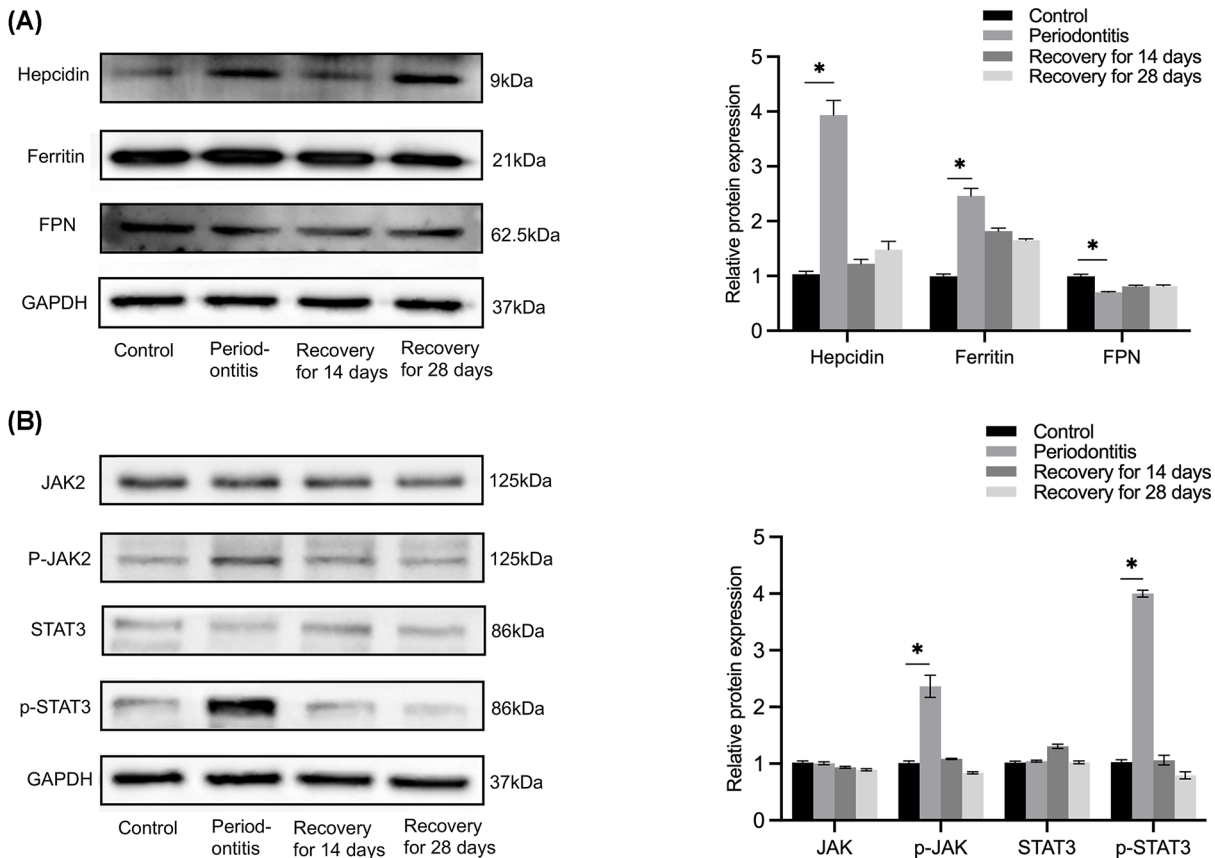 (A)
Hepcidin
9kDa
Ferritin
21kDa
FPN
62.5kDa
GAPDH
37kDa
Control
Period-
ontitis
Recovery
for 14 days
Recovery
for 28 days
Control
Periodontitis
Recovery for 14 days
Recovery for 28 days
Relative protein expression
5
4
3
2
1
0
*
*
*
Hepcidin
Ferritin
FPN
(B)
JAK2
125kDa
P-JAK2
125kDa
STAT3
86kDa
p-STAT3
86kDa
GAPDH
37kDa
Control
Period-
ontitis
Recovery
for 14 days
Recovery
for 28 days
Control
Periodontitis
Recovery for 14 days
Recovery for 28 days
Relative protein expression
5
4
3
2
1
0
*
*
JAK
p-JAK
STAT3
p-STAT3